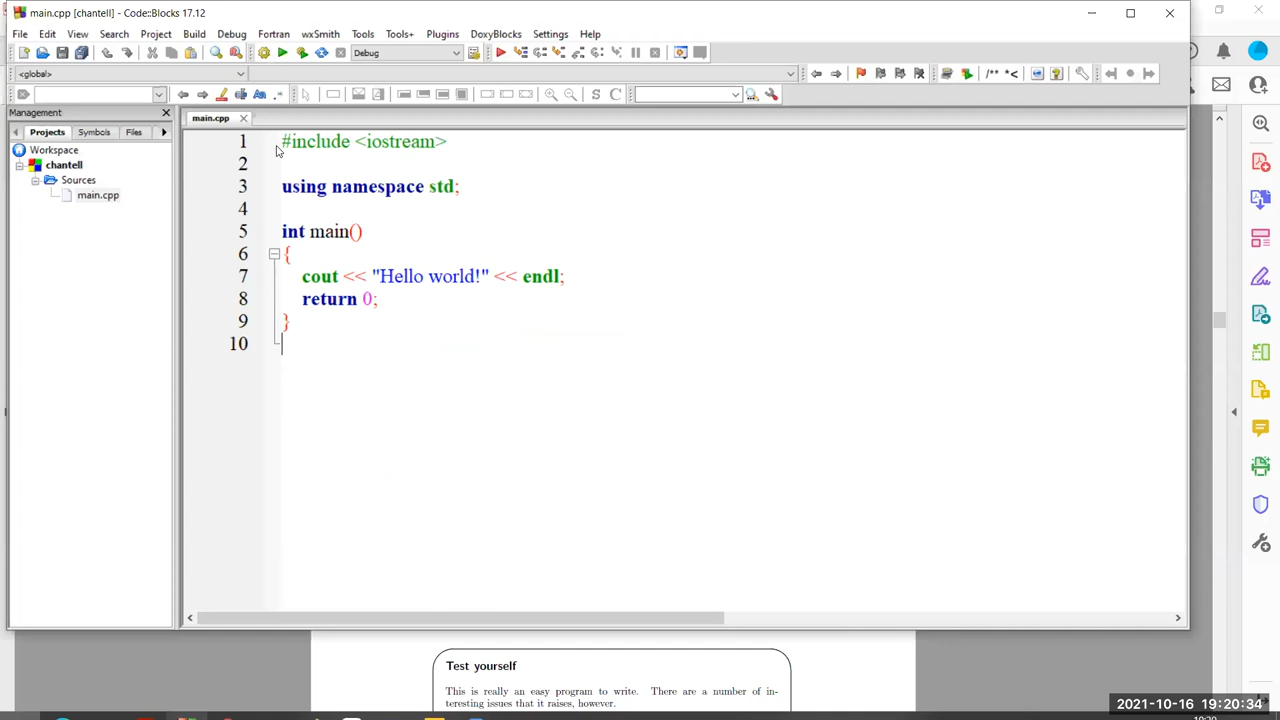 main.cpp [chantell] - Code::Blocks 17.12
File Edit View Search Project Build Debug Fortran wxSmith Tools Tools+ Plugins DoxyBlocks Settings Help
Debug
<global>
/** *<
Aa .*
S C
Management
main.cpp
Projects Symbols Files
Workspace
chantell
Sources
main.cpp
1 #include <iostream>
2
3 using namespace std;
4
5 int main()
6 {
7 cout << "Hello world!" << endl;
8 return 0;
9 }
10
Test yourself
This is really an easy program to write. There are a number of in-
teresting issues that it raises, however.
2021-10-16 19:20:34